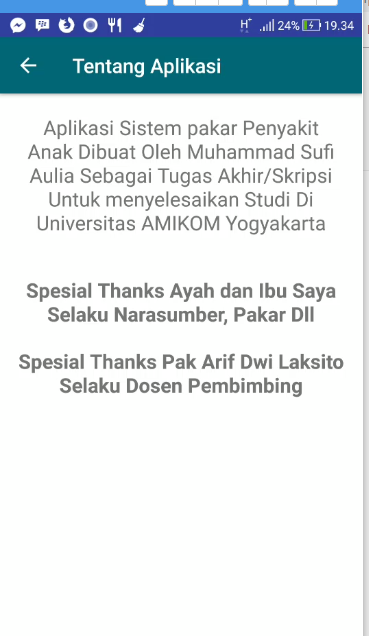 H+ 24% 19.34
Tentang Aplikasi
Aplikasi Sistem pakar Penyakit
Anak Dibuat Oleh Muhammad Sufi
Aulia Sebagai Tugas Akhir/Skripsi
Untuk menyelesaikan Studi Di
Universitas AMIKOM Yogyakarta
Spesial Thanks Ayah dan Ibu Saya
Selaku Narasumber, Pakar Dll
Spesial Thanks Pak Arif Dwi Laksito
Selaku Dosen Pembimbing